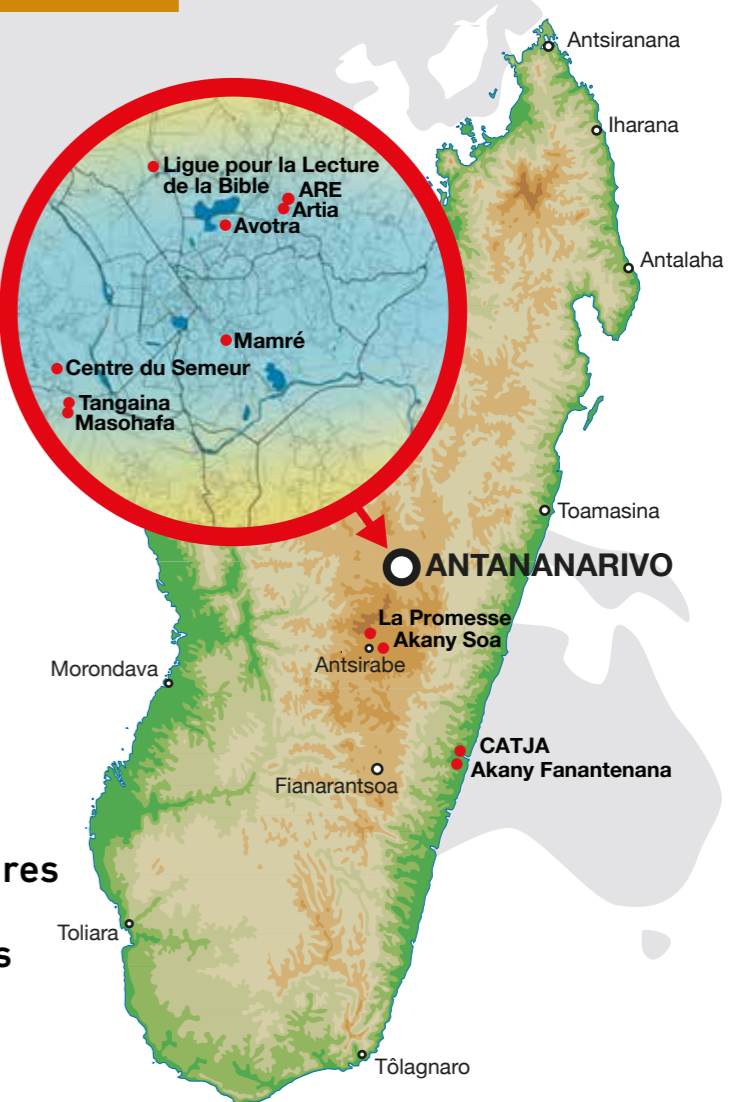 Antsiranana
Iharana
Ligue pour la Lecture
de la Bible
ARE
Artia
Avotra
Antalaha
Mamré
Centre du Semeur
Tangaina
Masohafa
Toamasina
ANTANANARIVO
La Promesse
Akany Soa
Antsirabe
Morondava
CATJA
Akany Fanantenana
Fianarantsoa
res
Toliara
s
Tôlagnaro